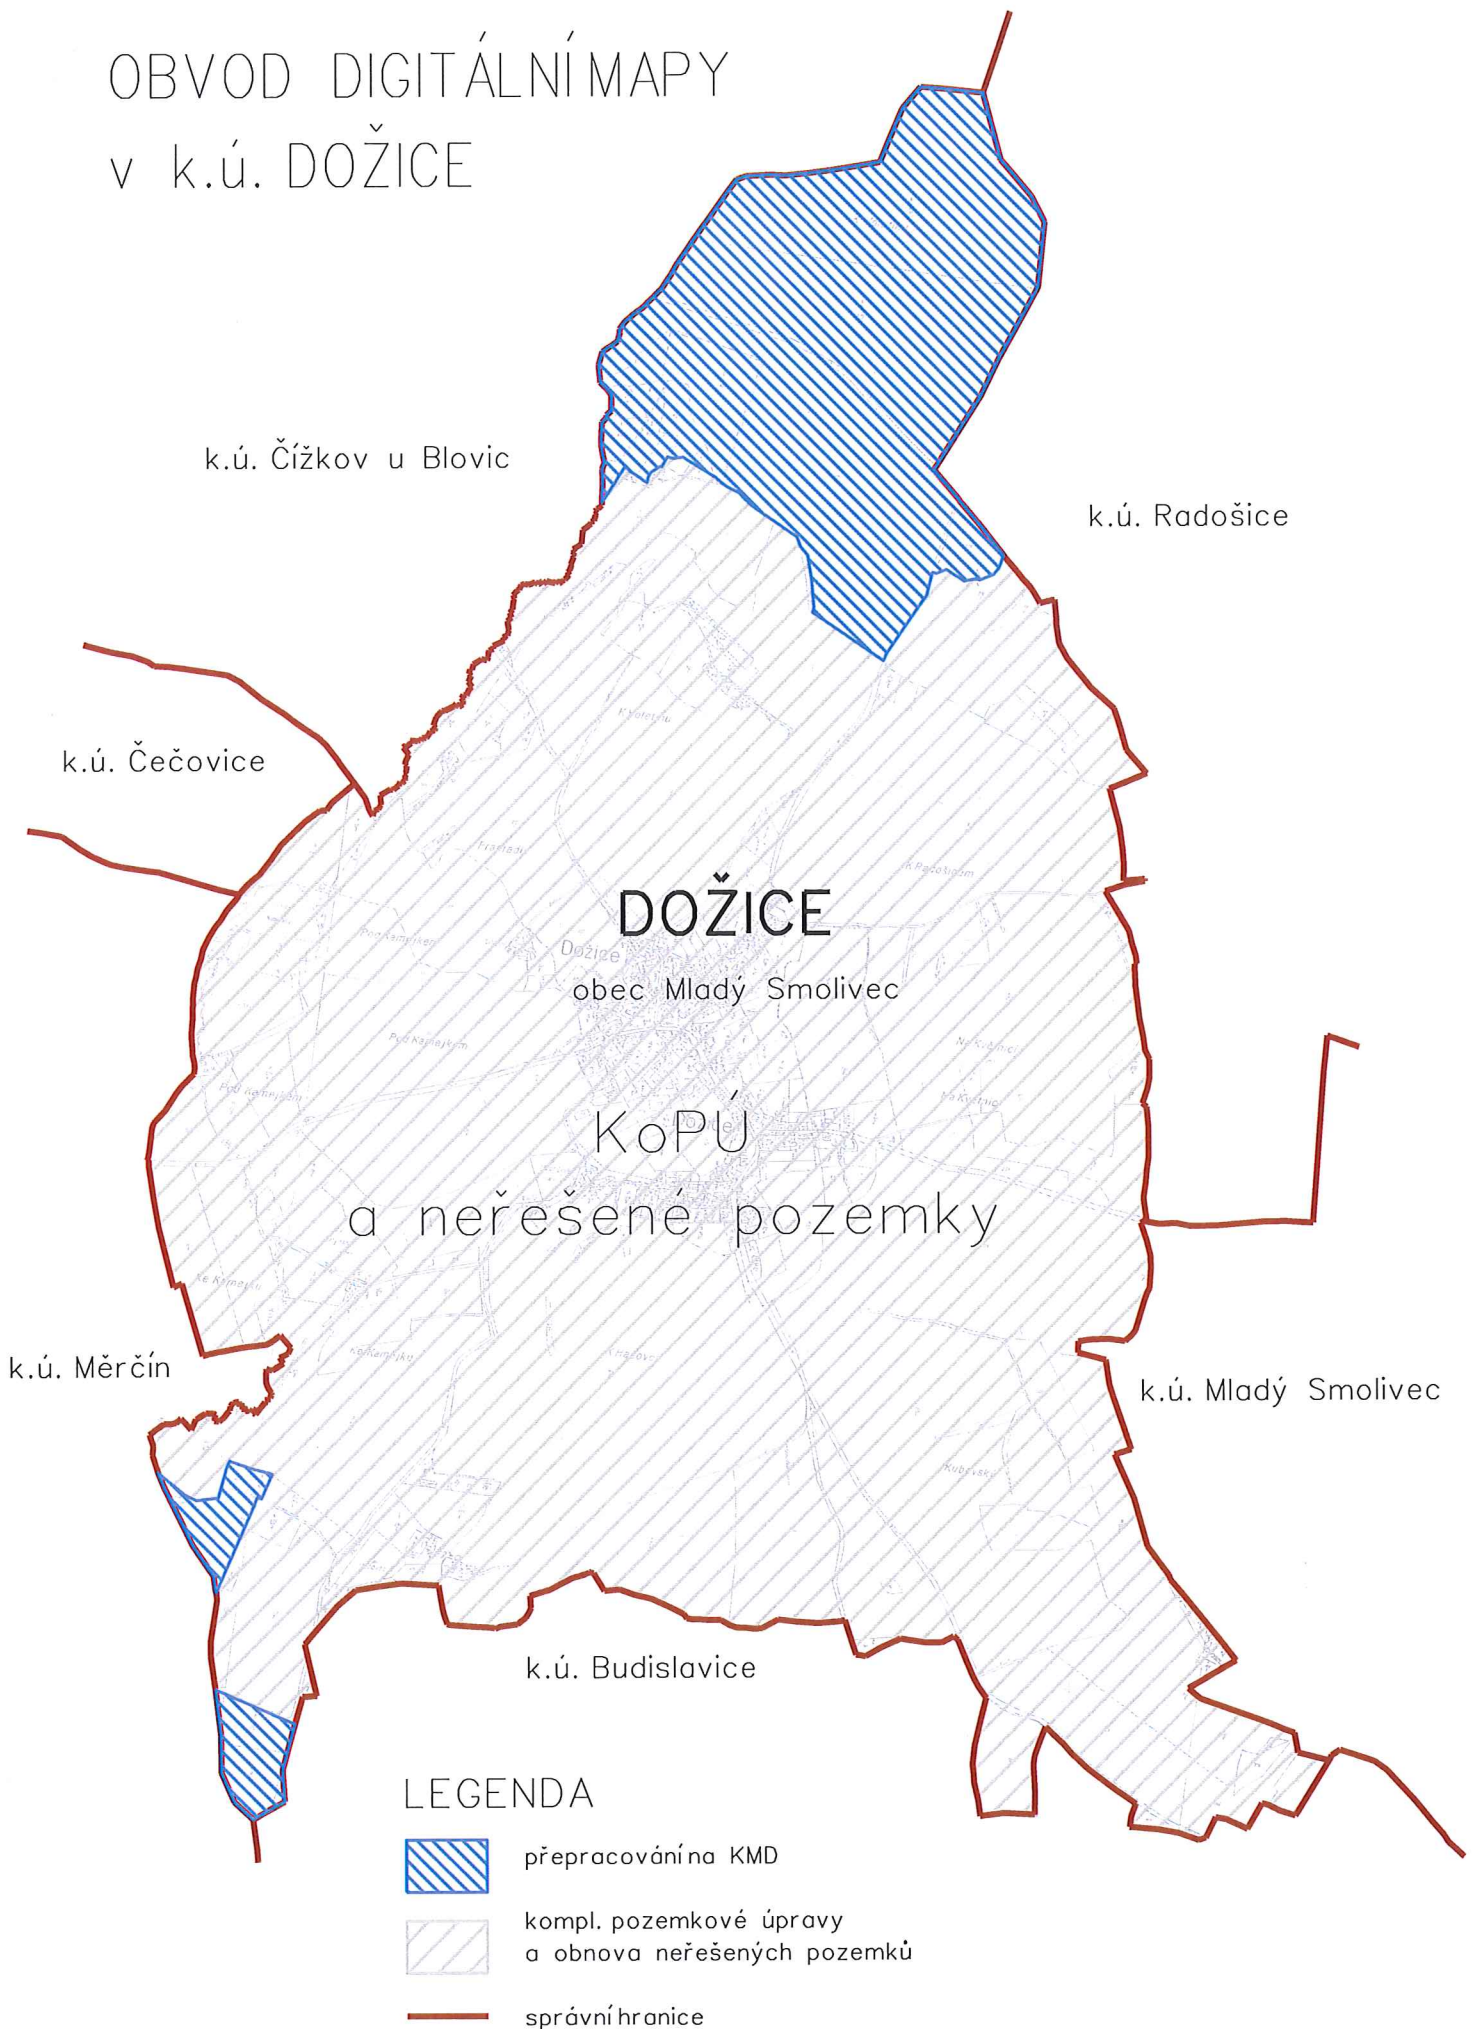 OBVOD DIGITÁLNÍ MAPY
v k.ú. DOŽICE
k.ú. Čížkov u Blovic
k.ú. Radošice
k.ú. Čečovice
DOŽICE
Dožice
obec Mladý Smolivec
KoPÚ
a neřešené pozemky
k.ú. Měrčín
k.ú. Mladý Smolivec
k.ú. Budislavice
LEGENDA
přepracování na KMD
kompl. pozemkové úpravy
a obnova neřešených pozemků
správní hranice